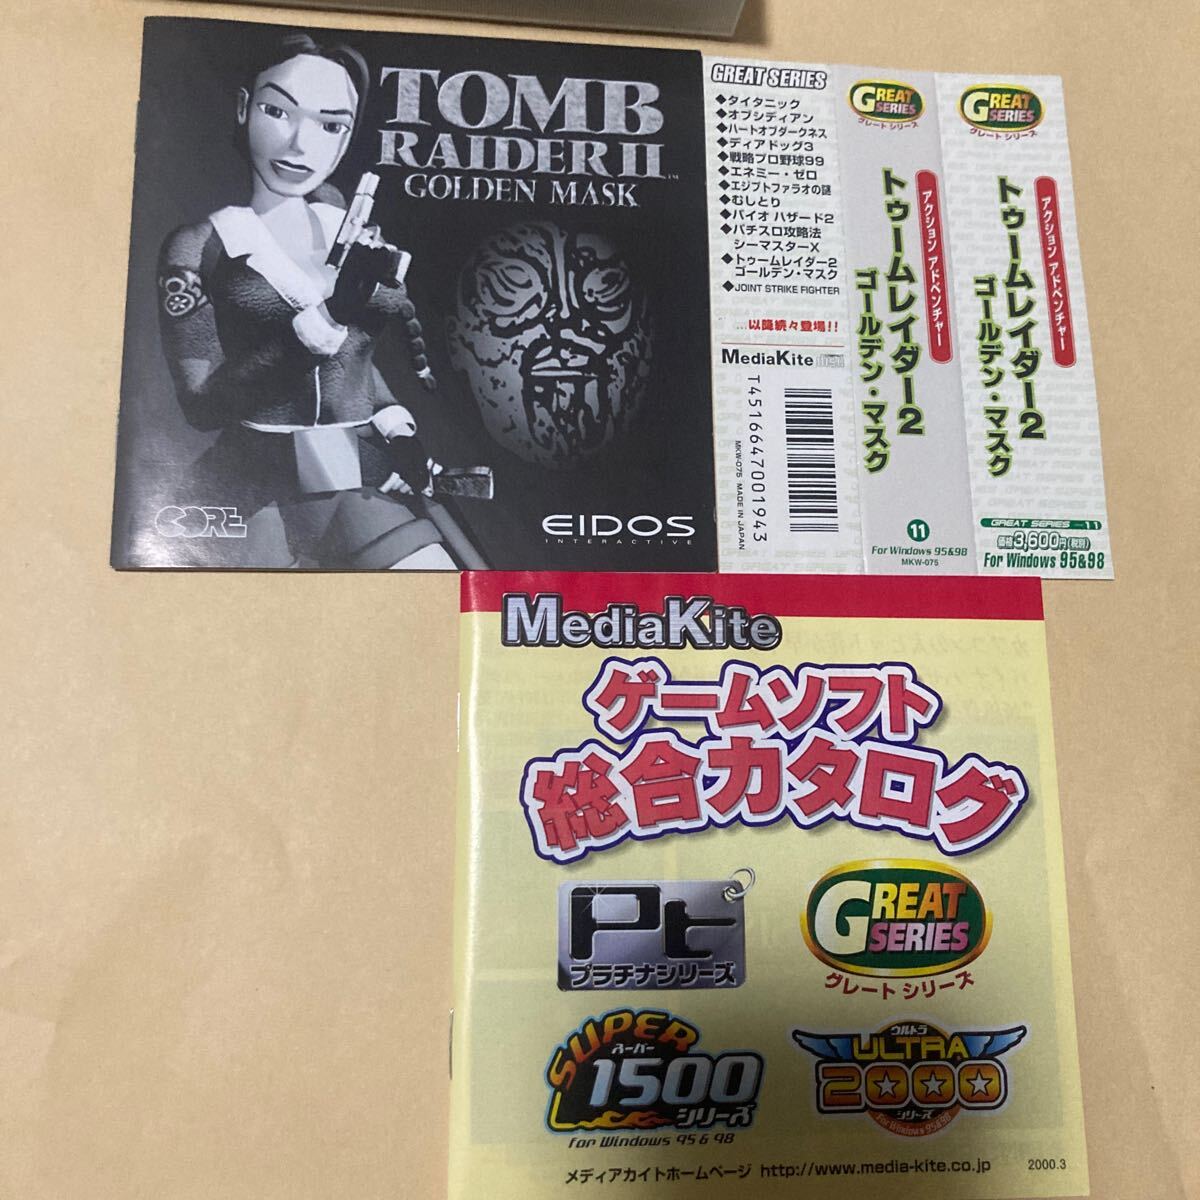 TOMB
RAIDER II™
GOLDEN MASK
CORE
EIDOS
INTERACTIVE
GREAT SERIES
◆タイタニック
◆オブシディアン
◆ハートオブダークネス
◆ディアドッグ3
◆戦略プロ野球99
◆エネミー・ゼロ
◆エジプトファラオの謎
◆むしとり
◆バイオ ハザード2
◆パチスロ攻略法
シーマスターX
◆トゥームレイダー2
ゴールデン・マスク
◆JOINT STRIKE FIGHTER
...以降続々登場!!
MediaKite
T4516647001943
MKW-075 MADE IN JAPAN
GREAT
SERIES
グレート シリーズ
アクション アドベンチャー
トゥームレイダー2
ゴールデン・マスク
11
For Windows 95&98
MKW-075
GREAT
SERIES
グレート シリーズ
アクション アドベンチャー
トゥームレイダー2
ゴールデン・マスク
GREAT SERIES 11
価格3,600円(税別)
For Windows 95&98
MediaKite
ゲームソフト
総合カタログ
Pt
プラチナシリーズ
GREAT
SERIES
グレート シリーズ
SUPER
スーパー
1500
シリーズ
for Windows 95 & 98
ウルトラ
ULTRA
2000
シリーズ
For Windows 95&98
メディアカイトホームページ http://www.media-kite.co.jp
2000.3